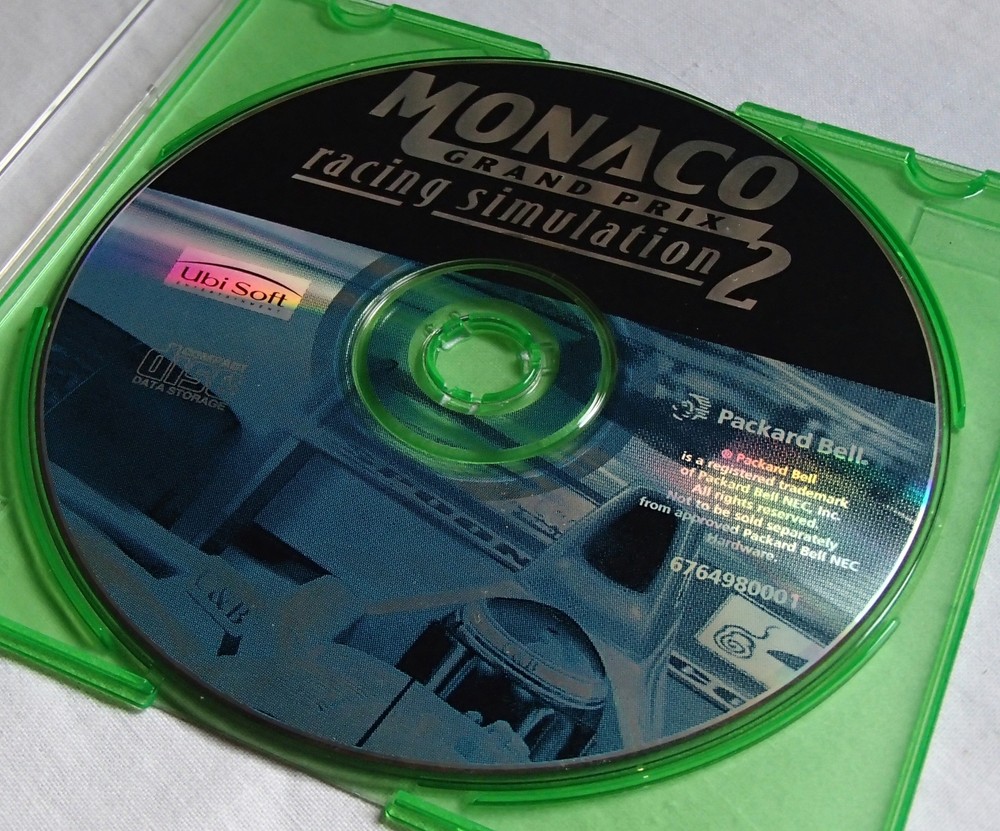 MONACO
GRAND PRIX
racing simulation 2
Ubi Soft
ENTERTAINMENT
COMPACT
disc
DATA STORAGE
Packard Bell®
® Packard Bell
is a registered trademark
of Packard Bell NEC, Inc.
All rights reserved.
Not to be sold separately
from approved Packard Bell NEC
Hardware.
6764980001
C&B